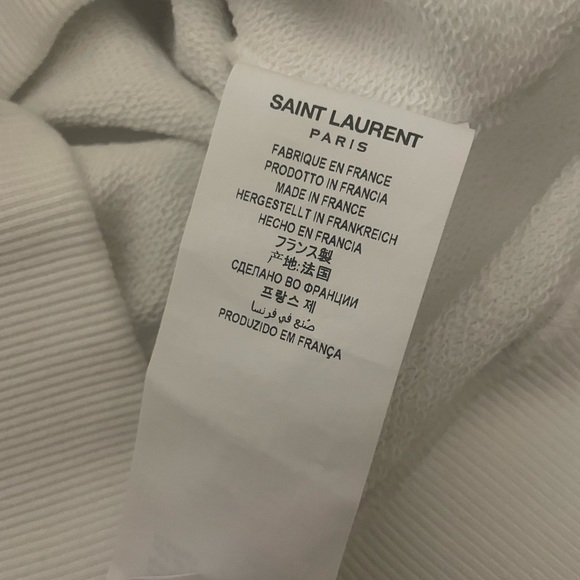 SAINT LAURENT
PARIS
FABRIQUE EN FRANCE
PRODOTTO IN FRANCIA
MADE IN FRANCE
HERGESTELLT IN FRANKREICH
HECHO EN FRANCIA
フランス製
产地:法国
СДЕЛАНО ВО ФРАНЦИИ
프랑스 제
صنع في فرنسا
PRODUZIDO EM FRANÇA